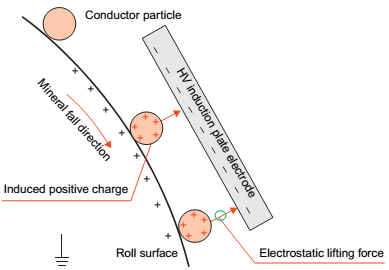 Conductor particle
HV induction plate electrode
Mineral fall direction
Induced positive charge
Roll surface
Electrostatic lifting force